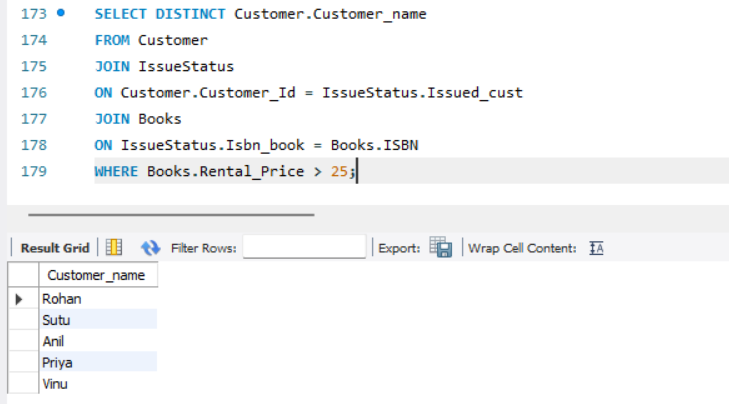 173 SELECT DISTINCT Customer.Customer_name
174 FROM Customer
175 JOIN IssueStatus
176 ON Customer.Customer_Id = IssueStatus.Issued_cust
177 JOIN Books
178 ON IssueStatus.Isbn_book = Books.ISBN
179 WHERE Books.Rental_Price > 25;
Result Grid Filter Rows: Export: Wrap Cell Content: IA
Customer_name
Rohan
Sutu
Anil
Priya
Vinu